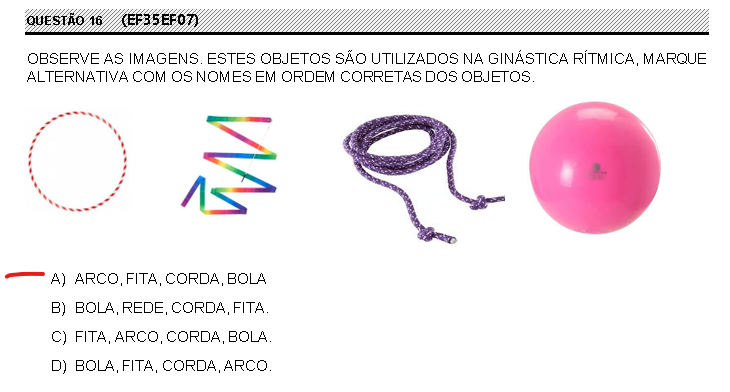 QUESTÃO 16 (EF35EF07)
OBSERVE AS IMAGENS. ESTES OBJETOS SÃO UTILIZADOS NA GINÁSTICA RÍTMICA, MARQUE
ALTERNATIVA COM OS NOMES EM ORDEM CORRETAS DOS OBJETOS.
A) ARCO, FITA, CORDA, BOLA
B) BOLA, REDE, CORDA, FITA.
C) FITA, ARCO, CORDA, BOLA.
D) BOLA, FITA, CORDA, ARCO.